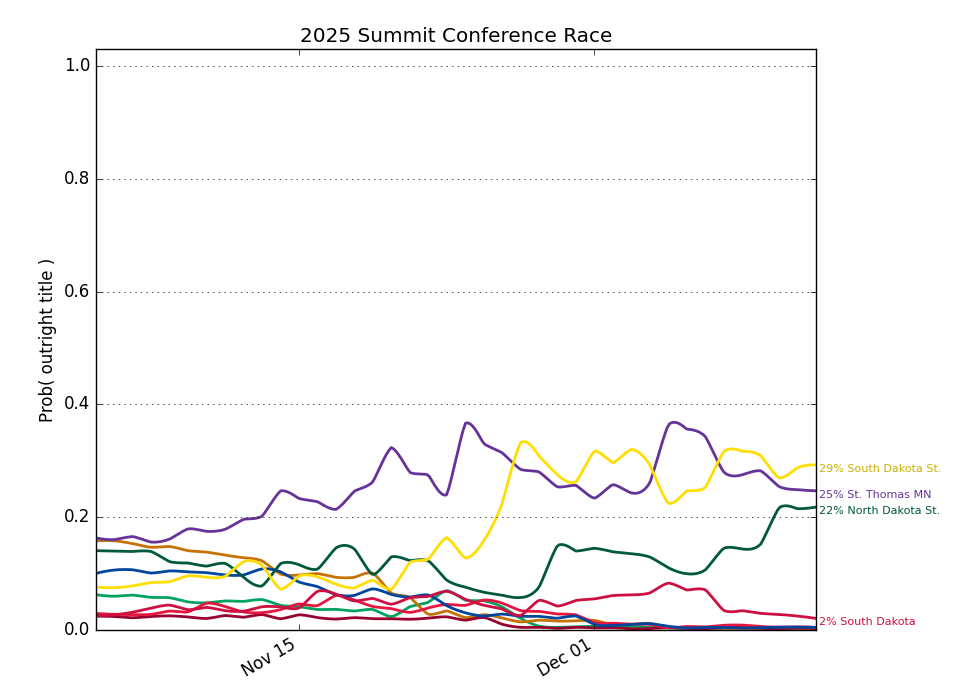 2025 Summit Conference Race
Prob( outright title )
1.0
0.8
0.6
0.4
0.2
0.0
Nov 15
Dec 01
29% South Dakota St.
25% St. Thomas MN
22% North Dakota St.
2% South Dakota